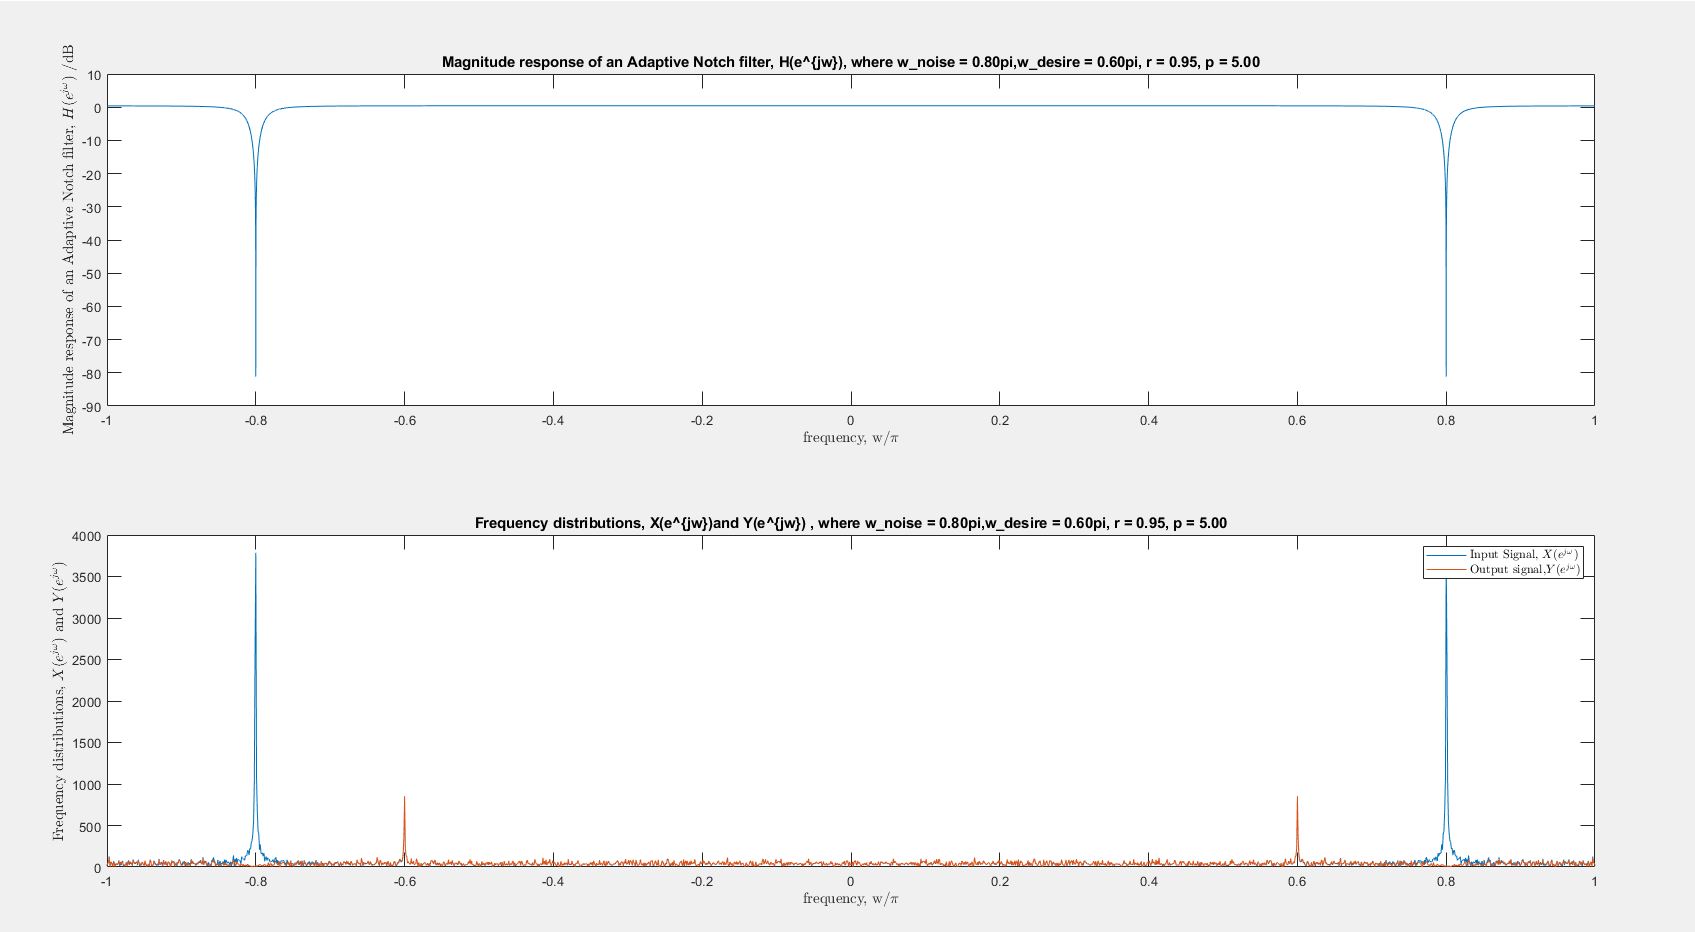 Magnitude response of an Adaptive Notch filter, H(e^{jw}), where w_noise = 0.80pi,w_desire = 0.60pi, r = 0.95, p = 5.00
Magnitude response of an Adaptive Notch filter, H(e^{jω}) /dB
10
0
-10
-20
-30
-40
-50
-60
-70
-80
-90
-1 -0.8 -0.6 -0.4 -0.2 0 0.2 0.4 0.6 0.8 1
frequency, w/π
Frequency distributions, X(e^{jw})and Y(e^{jw}) , where w_noise = 0.80pi,w_desire = 0.60pi, r = 0.95, p = 5.00
Frequency distributions, X(e^{jω}) and Y(e^{jω})
4000
3500
3000
2500
2000
1500
1000
500
0
Input Signal, X(e^{jω})
Output signal,Y(e^{jω})
-1 -0.8 -0.6 -0.4 -0.2 0 0.2 0.4 0.6 0.8 1
frequency, w/π